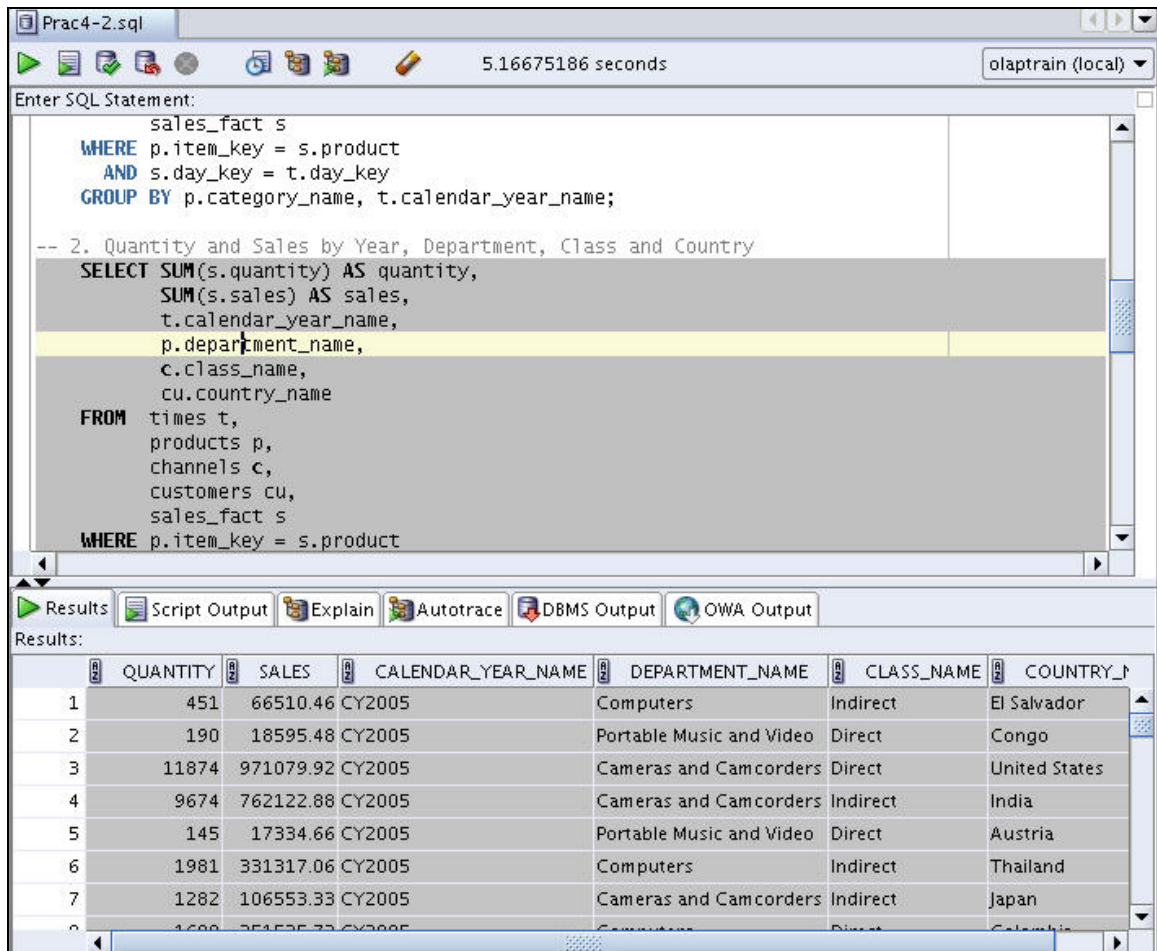 Prac4-2.sql
5.16675186 seconds
olaptrain (local)
Enter SQL Statement:
sales_fact s
WHERE p.item_key = s.product
AND s.day_key = t.day_key
GROUP BY p.category_name, t.calendar_year_name;
-- 2. Quantity and Sales by Year, Department, Class and Country
SELECT SUM(s.quantity) AS quantity,
SUM(s.sales) AS sales,
t.calendar_year_name,
p.department_name,
c.class_name,
cu.country_name
FROM times t,
products p,
channels c,
customers cu,
sales_fact s
WHERE p.item_key = s.product
Results Script Output Explain Autotrace DBMS Output OWA Output
Results:
QUANTITY SALES CALENDAR_YEAR_NAME DEPARTMENT_NAME CLASS_NAME
1 451 66510.46 CY2005 Computers Indirect El Salvador
2 190 18595.48 CY2005 Portable Music and Video Direct Congo
3 11874 971079.92 CY2005 Cameras and Camcorders Direct United States
4 9674 762122.88 CY2005 Cameras and Camcorders Indirect India
5 145 17334.66 CY2005 Portable Music and Video Direct Austria
6 1981 331317.06 CY2005 Computers Indirect Thailand
7 1282 106553.33 CY2005 Cameras and Camcorders Indirect Japan